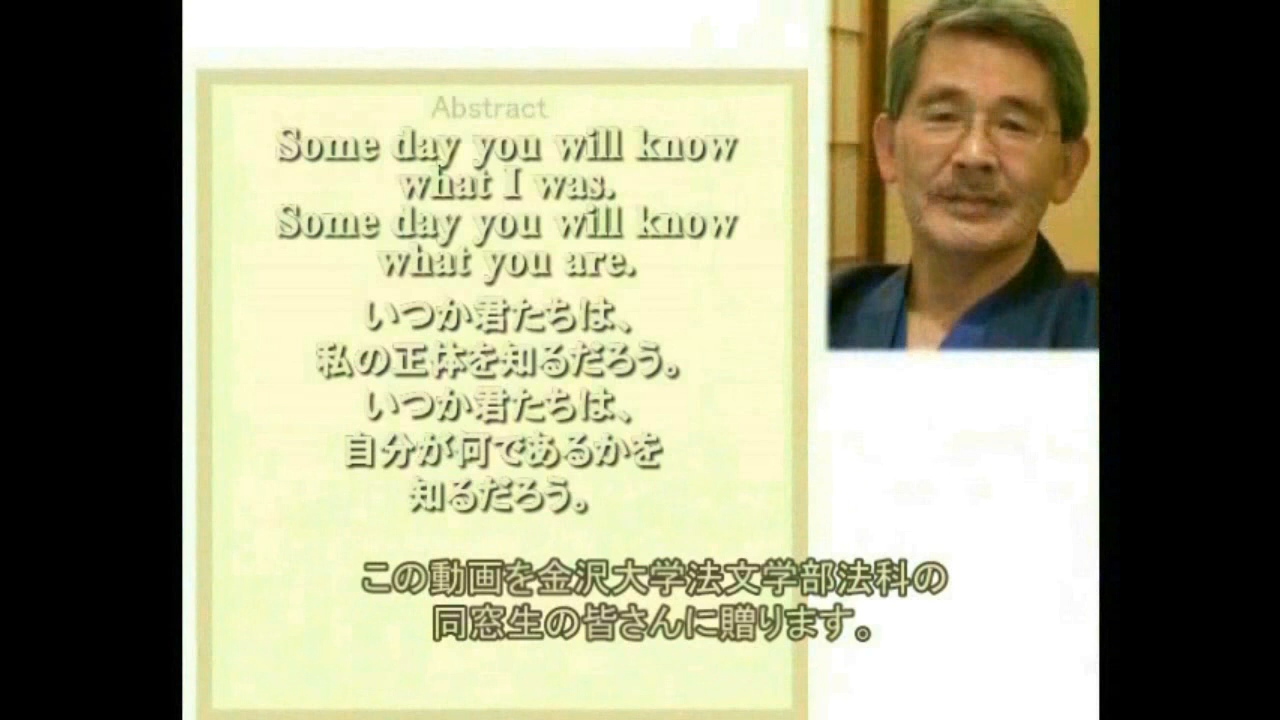 Abstract
Some day you will know
what I was.
Some day you will know
what you are.
いつか君たちは、
私の正体を知るだろう。
いつか君たちは、
自分が何であるかを
知るだろう。
この動画を金沢大学法文学部法科の
同窓生の皆さんに贈ります。